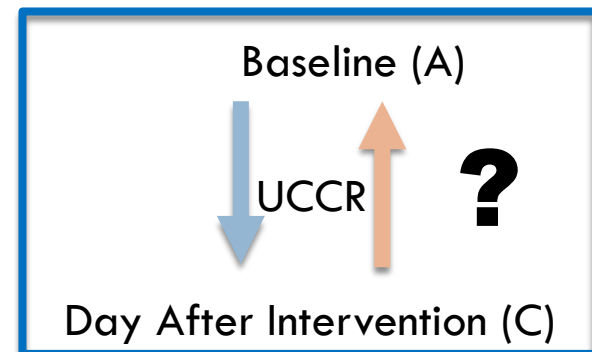 Baseline (A)
UCCR
?
Day After Intervention (C)